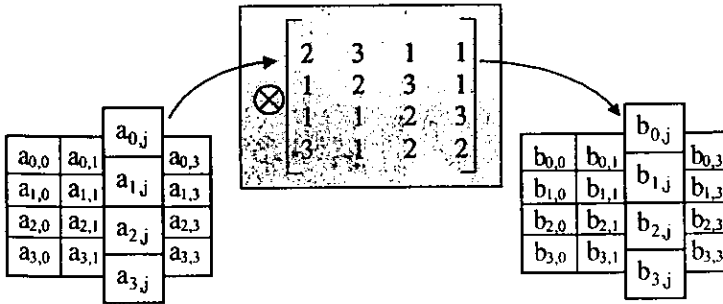 2 3 1 1
1 2 3 1
⊗
1 1 2 3
3 1 2 2
a0,j
a0,0 a0,1 a0,3
a1,j
a1,0 a1,1 a1,3
a2,j
a2,0 a2,1 a2,3
a3,0 a3,1 a3,3
a3,j
b0,j
b0,0 b0,1 b0,3
b1,j
b1,0 b1,1 b1,3
b2,j
b2,0 b2,1 b2,3
b3,0 b3,1 b3,3
b3,j